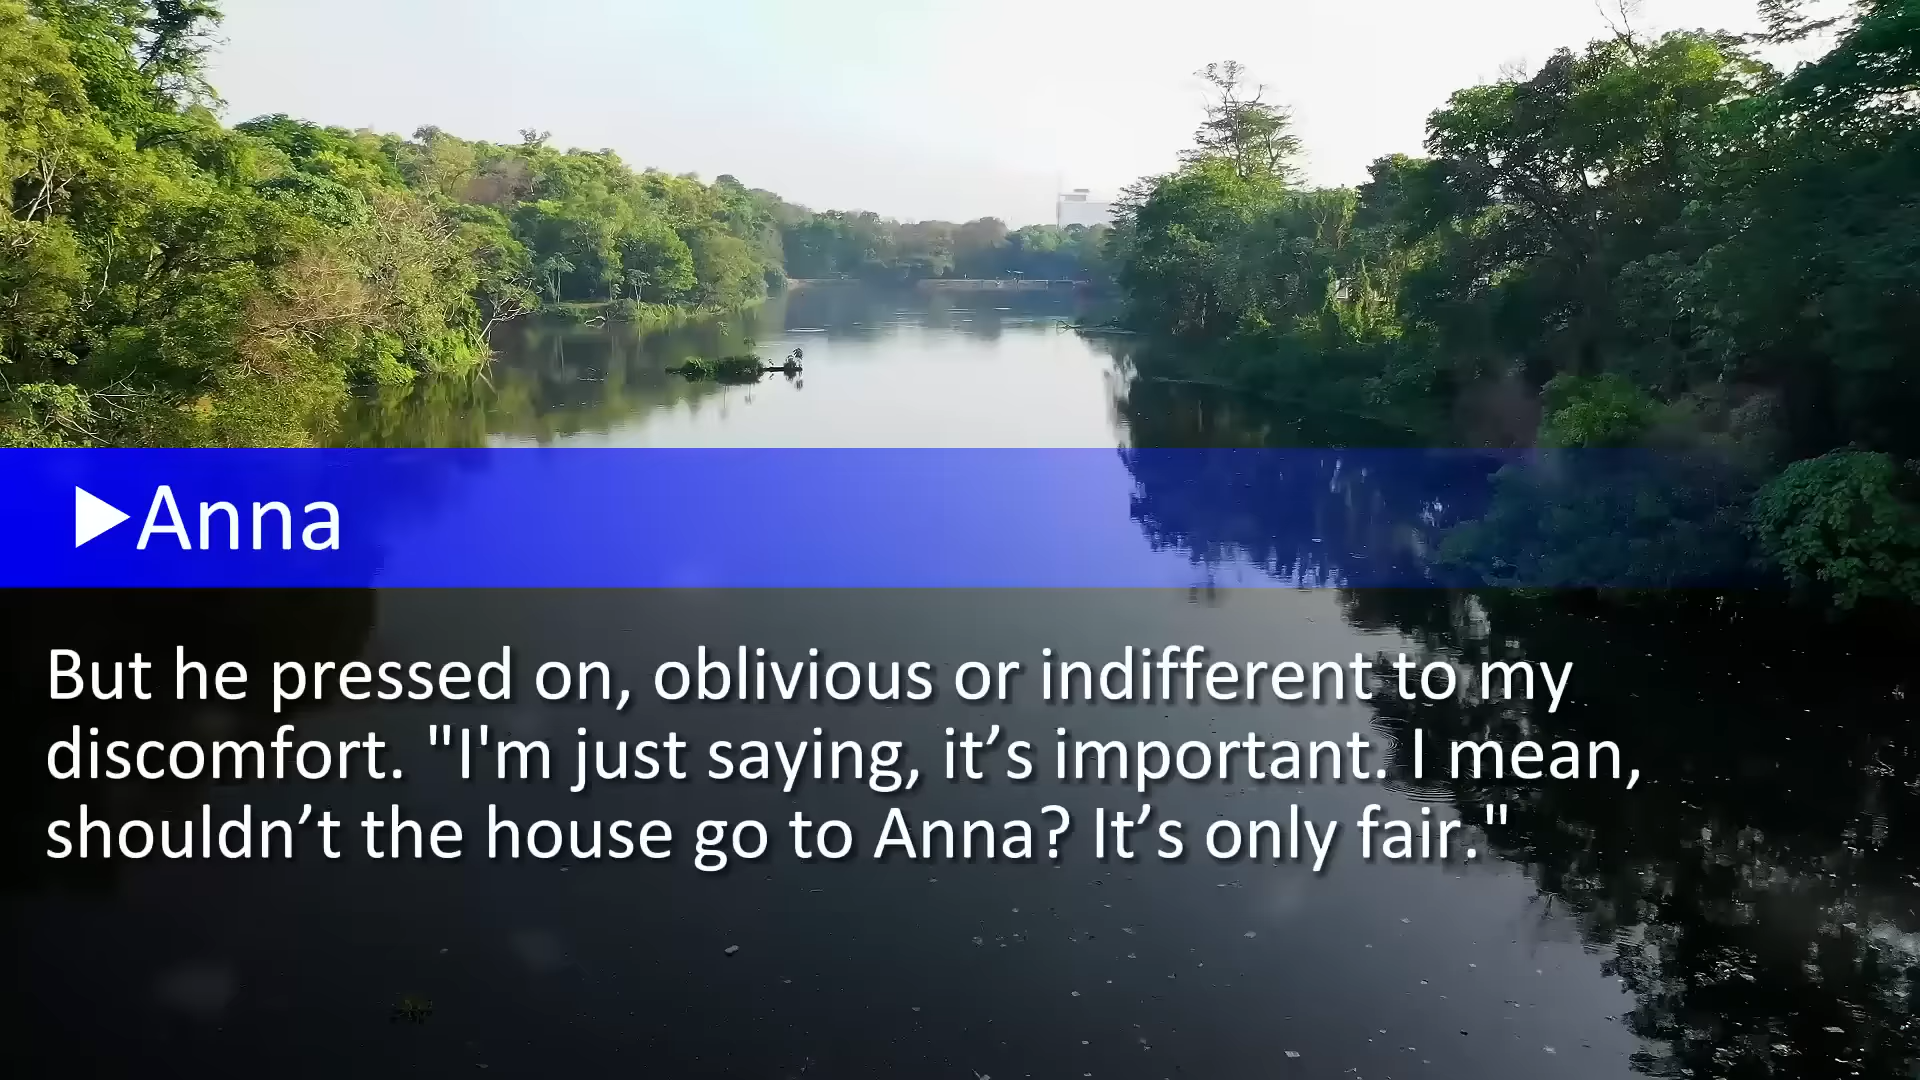 ▶Anna
But he pressed on, oblivious or indifferent to my
discomfort. "I'm just saying, it’s important. I mean,
shouldn’t the house go to Anna? It’s only fair."